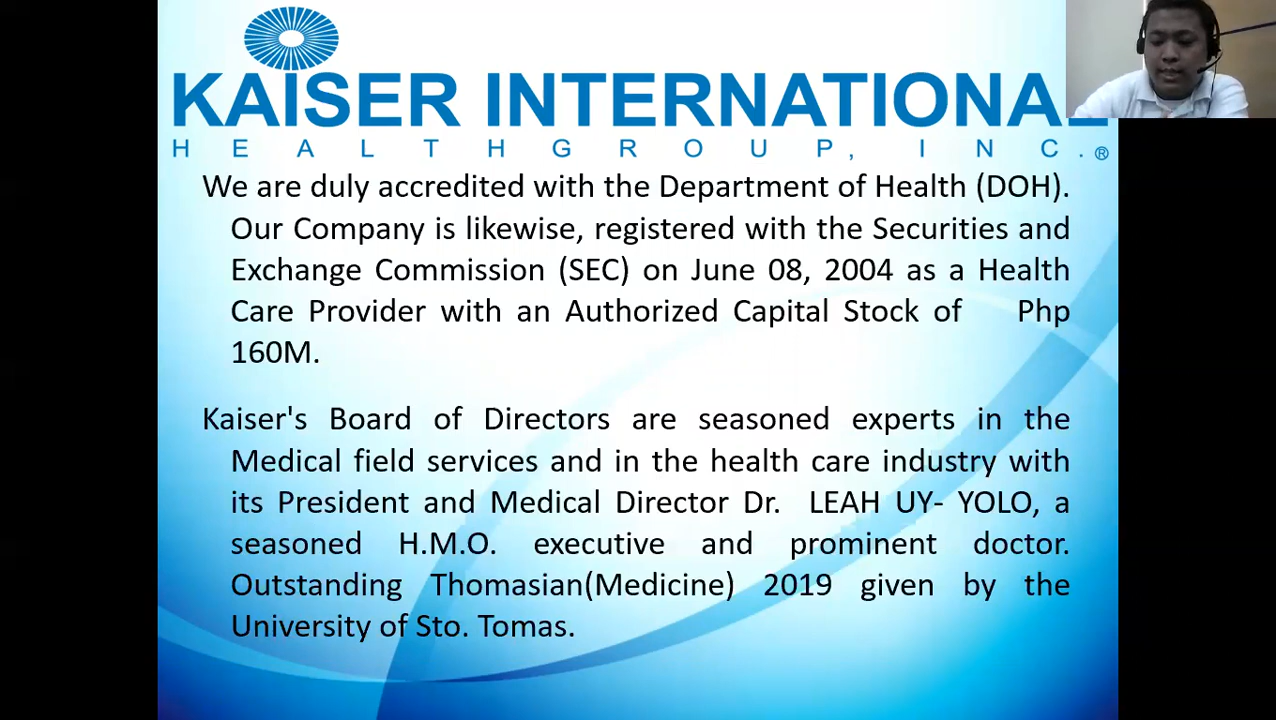 KAISER INTERNATIONAL
HEALTHGROUP, INC.®
We are duly accredited with the Department of Health (DOH).
Our Company is likewise, registered with the Securities and
Exchange Commission (SEC) on June 08, 2004 as a Health
Care Provider with an Authorized Capital Stock of Php
160M.
Kaiser's Board of Directors are seasoned experts in the
Medical field services and in the health care industry with
its President and Medical Director Dr. LEAH UY- YOLO, a
seasoned H.M.O. executive and prominent doctor.
Outstanding Thomasian(Medicine) 2019 given by the
University of Sto. Tomas.